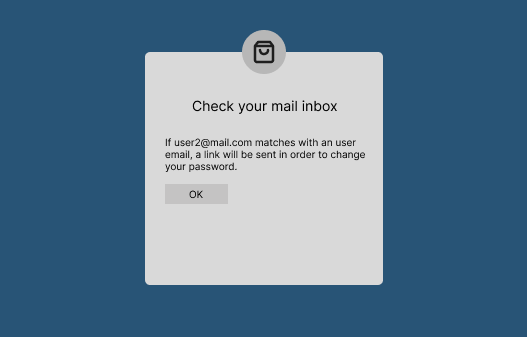 Check your mail inbox
If user2@mail.com matches with an user
email, a link will be sent in order to change
your password.
OK